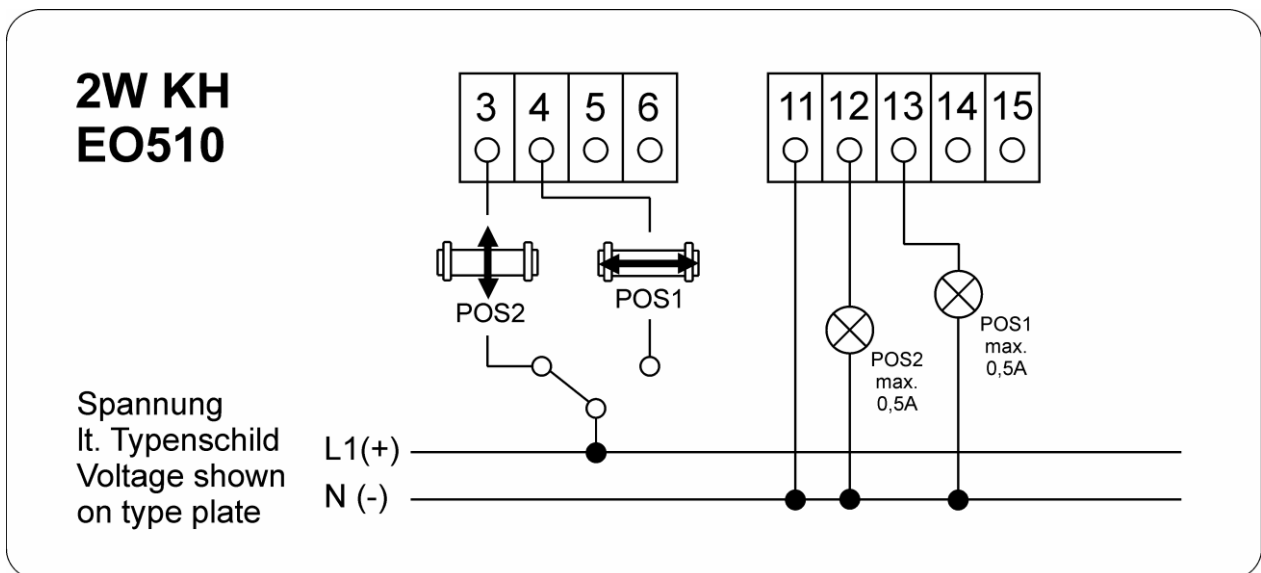 2W KH
EO510
3 4 5 6
11 12 13 14 15
POS2
POS1
POS1
max.
0,5A
POS2
max.
0,5A
Spannung
lt. Typenschild
Voltage shown
on type plate
L1(+)
N (-)